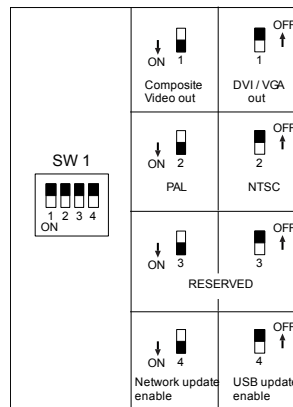 SW 1
1 2 3 4
ON
ON 1
Composite
Video out
OFF
1
DVI / VGA
out
ON 2
PAL
OFF
2
NTSC
ON 3
OFF
3
RESERVED
ON 4
Network update
enable
OFF
4
USB update
enable